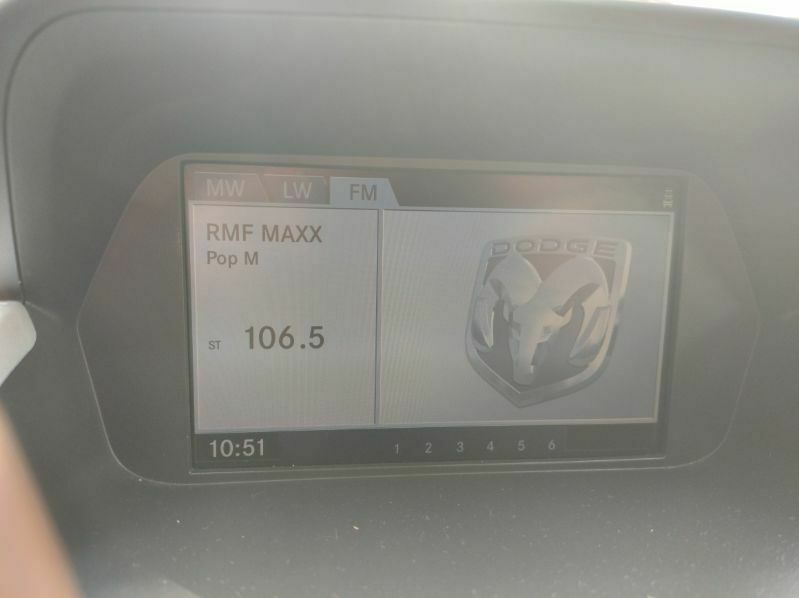 MW LW FM
RMF MAXX
Pop M
ST 106.5
DODGE
10:51 1 2 3 4 5 6